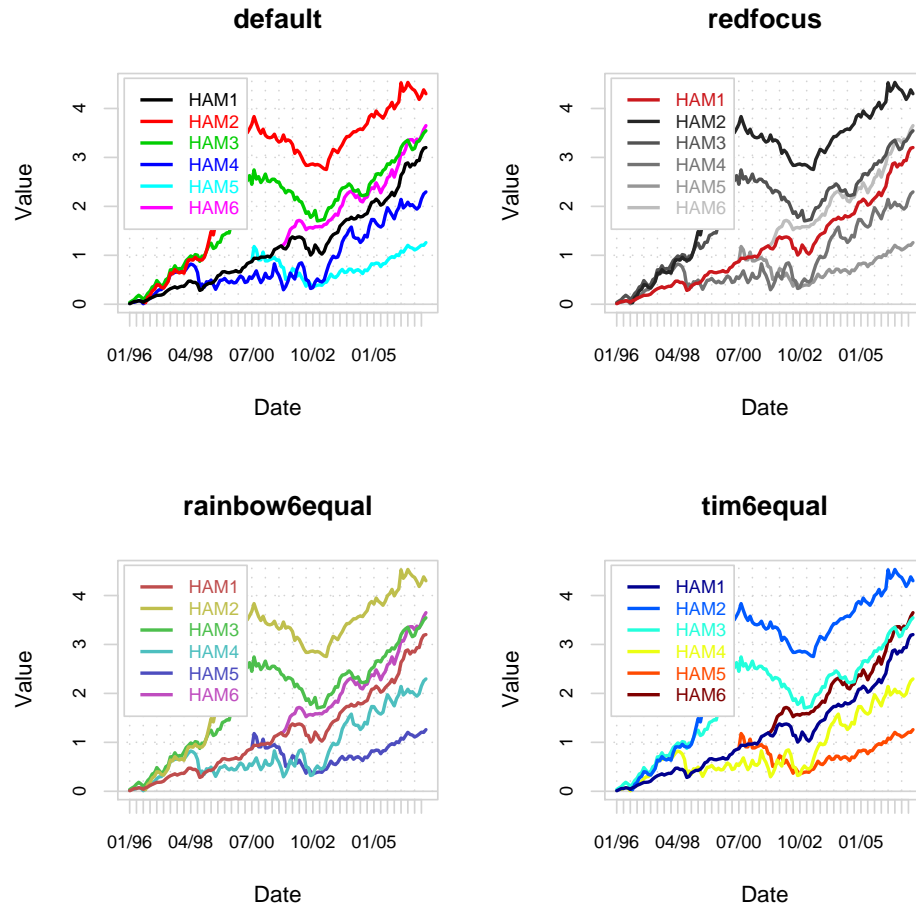 default
Value
4
3
2
1
0
HAM1
HAM2
HAM3
HAM4
HAM5
HAM6
01/96 04/98 07/00 10/02 01/05
Date
redfocus
Value
4
3
2
1
0
HAM1
HAM2
HAM3
HAM4
HAM5
HAM6
01/96 04/98 07/00 10/02 01/05
Date
rainbow6equal
Value
4
3
2
1
0
HAM1
HAM2
HAM3
HAM4
HAM5
HAM6
01/96 04/98 07/00 10/02 01/05
Date
tim6equal
Value
4
3
2
1
0
HAM1
HAM2
HAM3
HAM4
HAM5
HAM6
01/96 04/98 07/00 10/02 01/05
Date